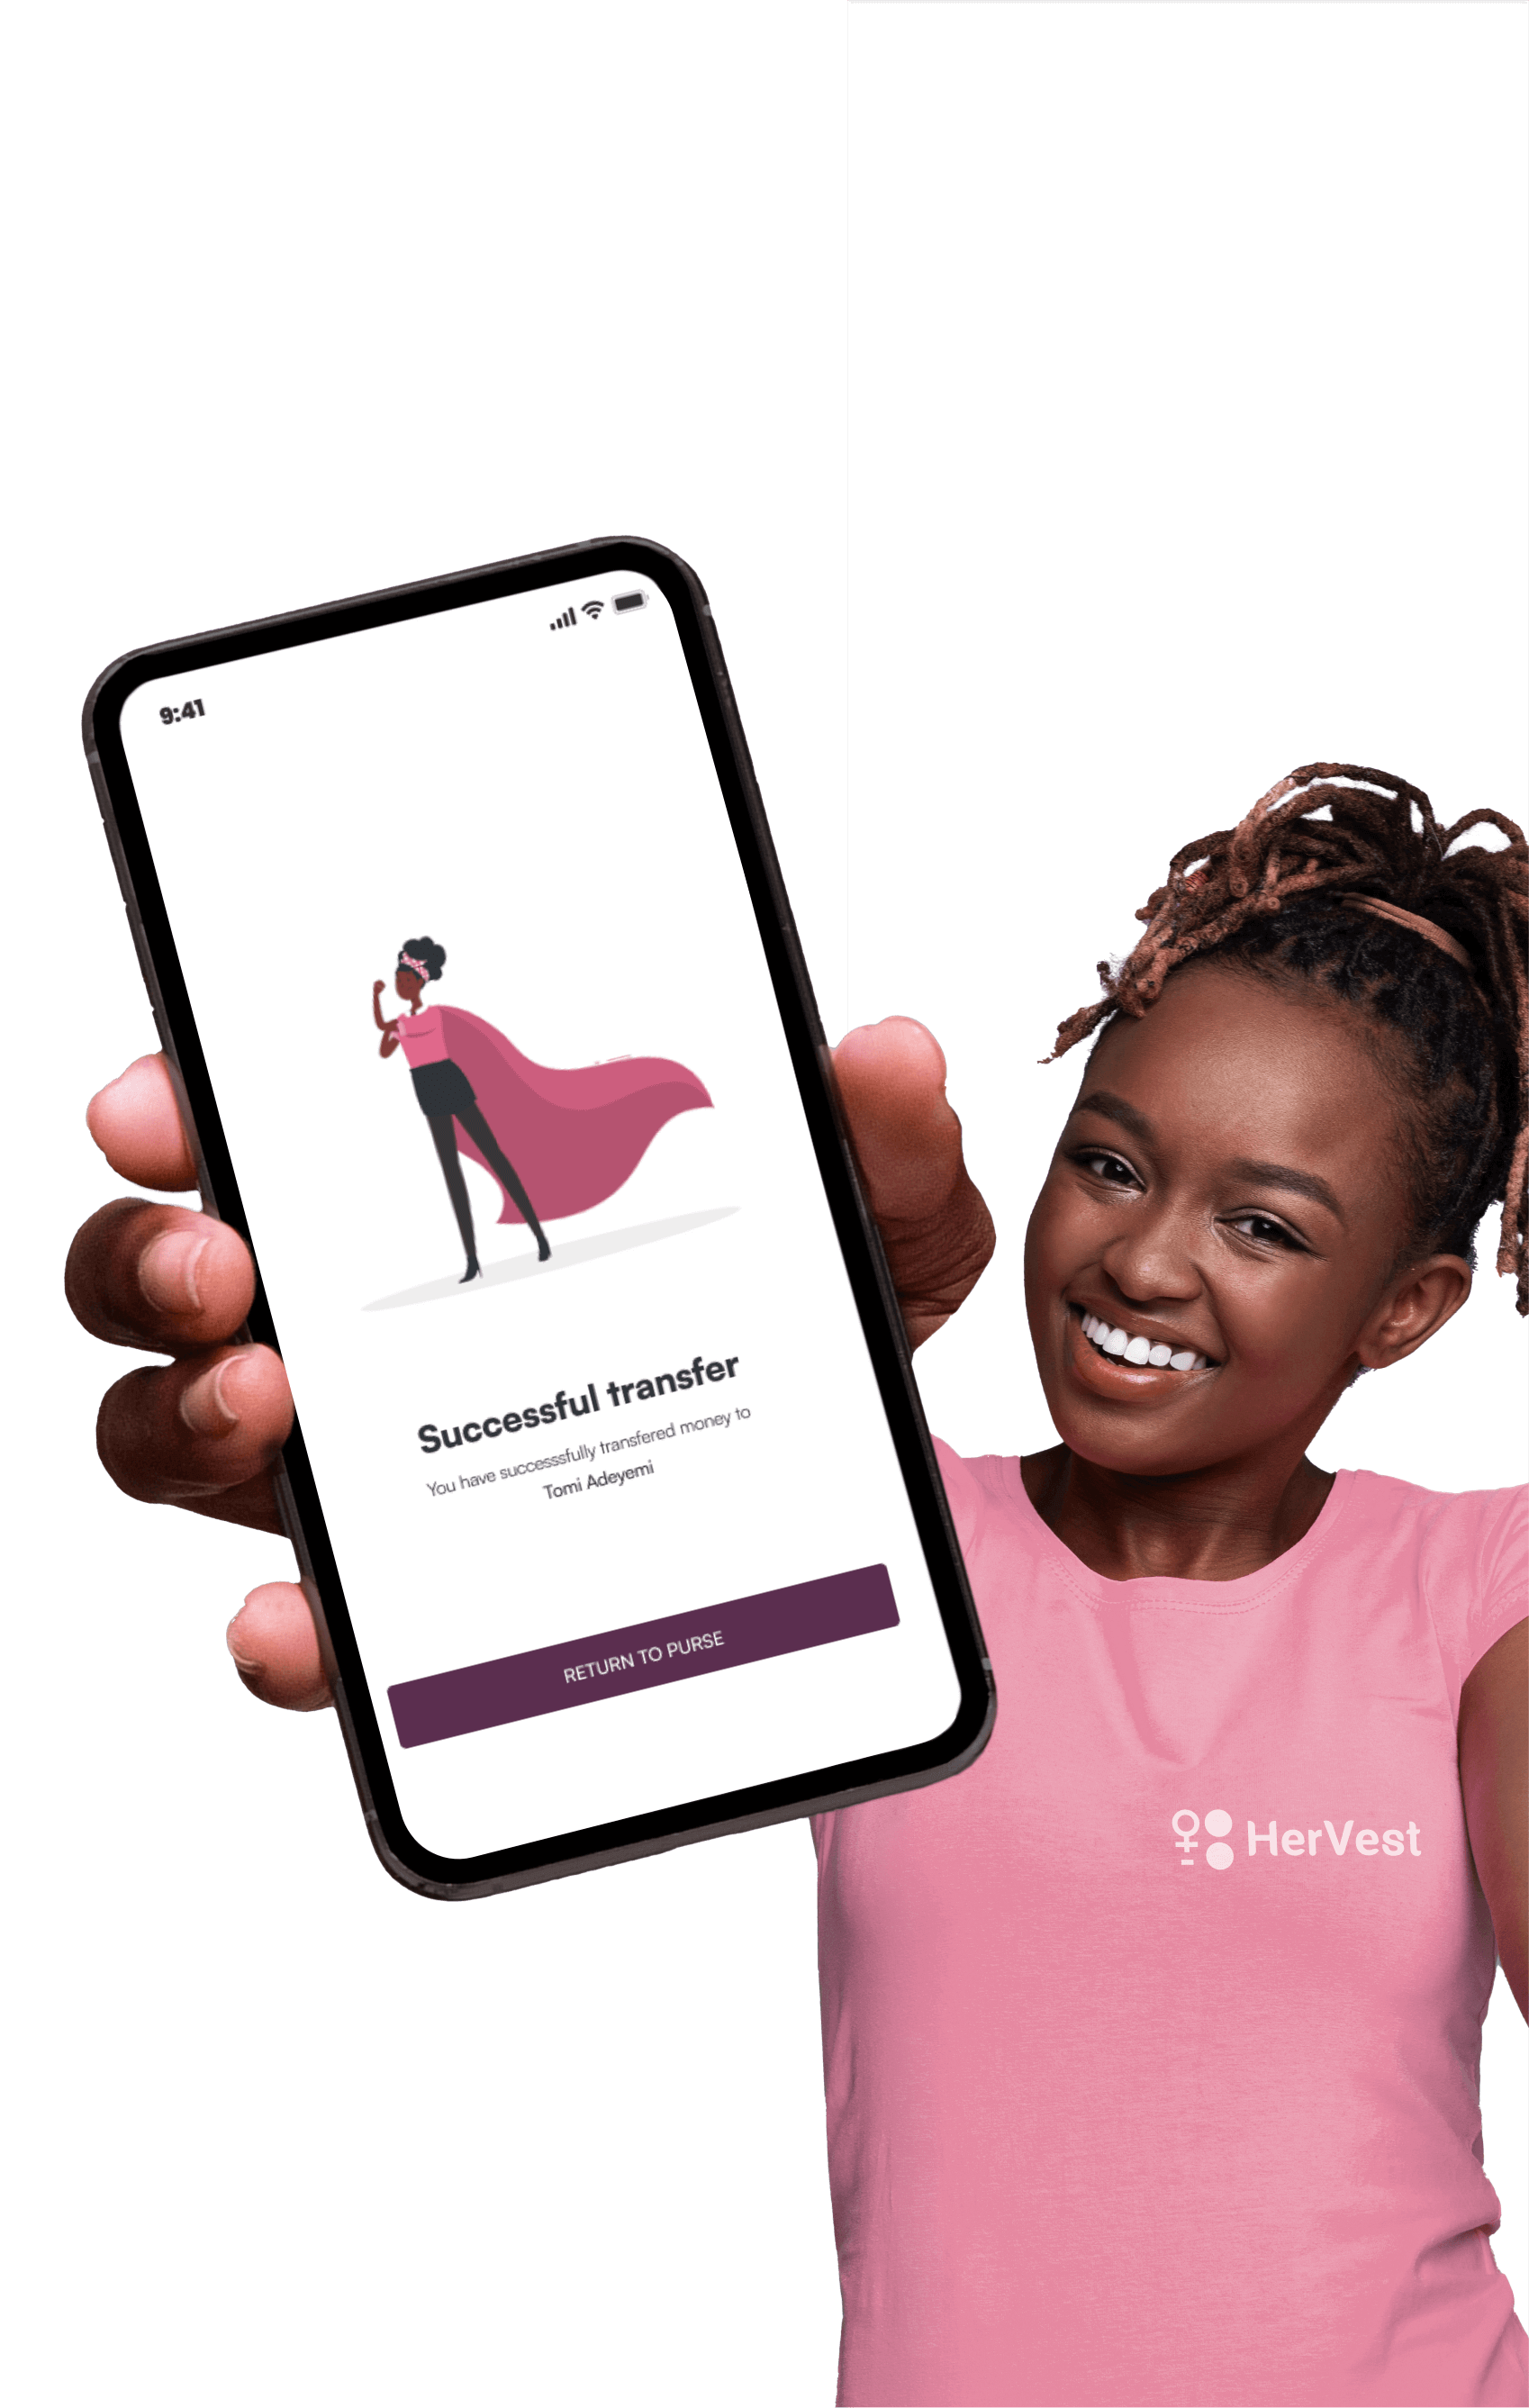 9:41
Successful transfer
You have successsfully transfered money to
Tomi Adeyemi
RETURN TO PURSE
HerVest